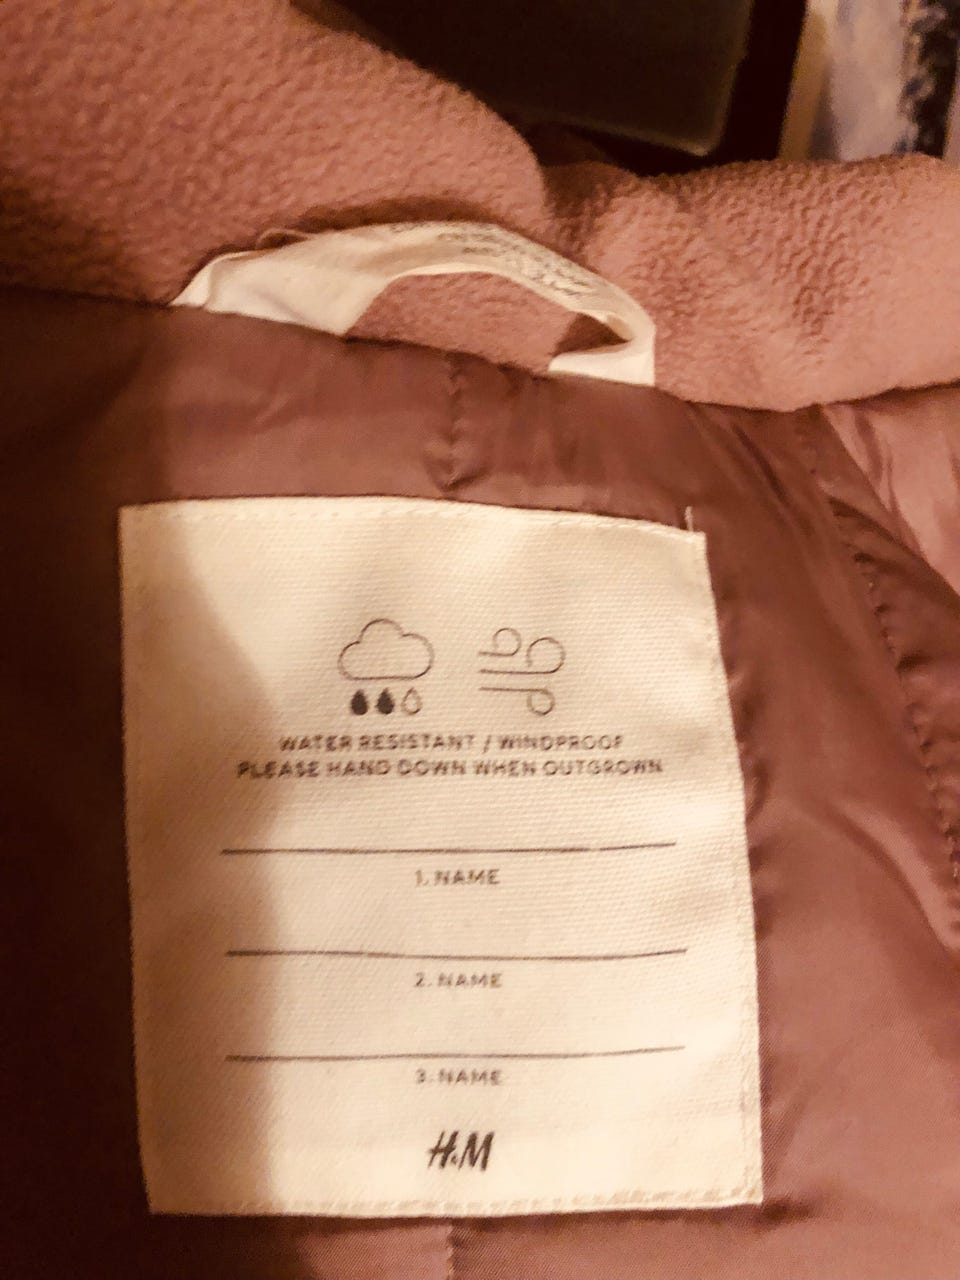 WATER RESISTANT / WINDPROOF
PLEASE HAND DOWN WHEN OUTGROWN
1. NAME
2. NAME
3. NAME
H&M